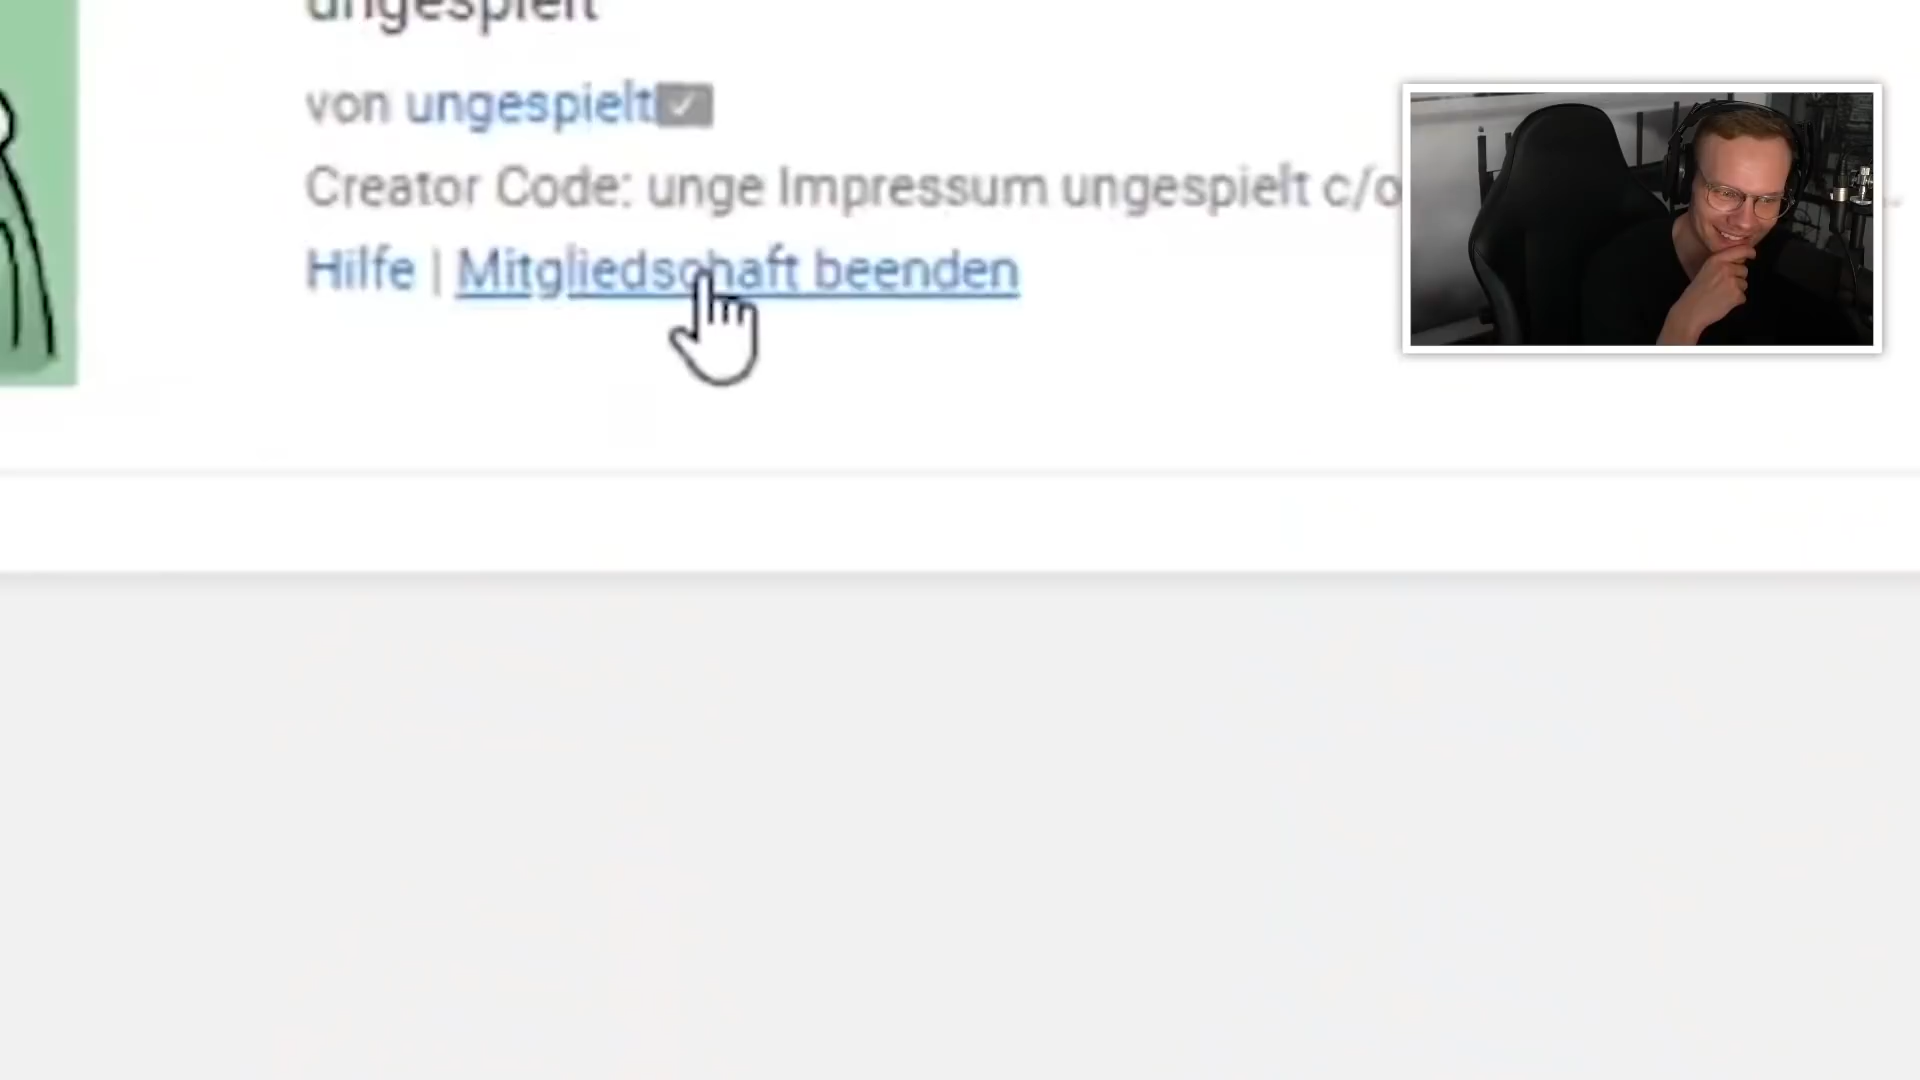 ungespielt
von ungespielt
Creator Code: unge Impressum ungespielt c/o
Hilfe | Mitgliedschaft beenden